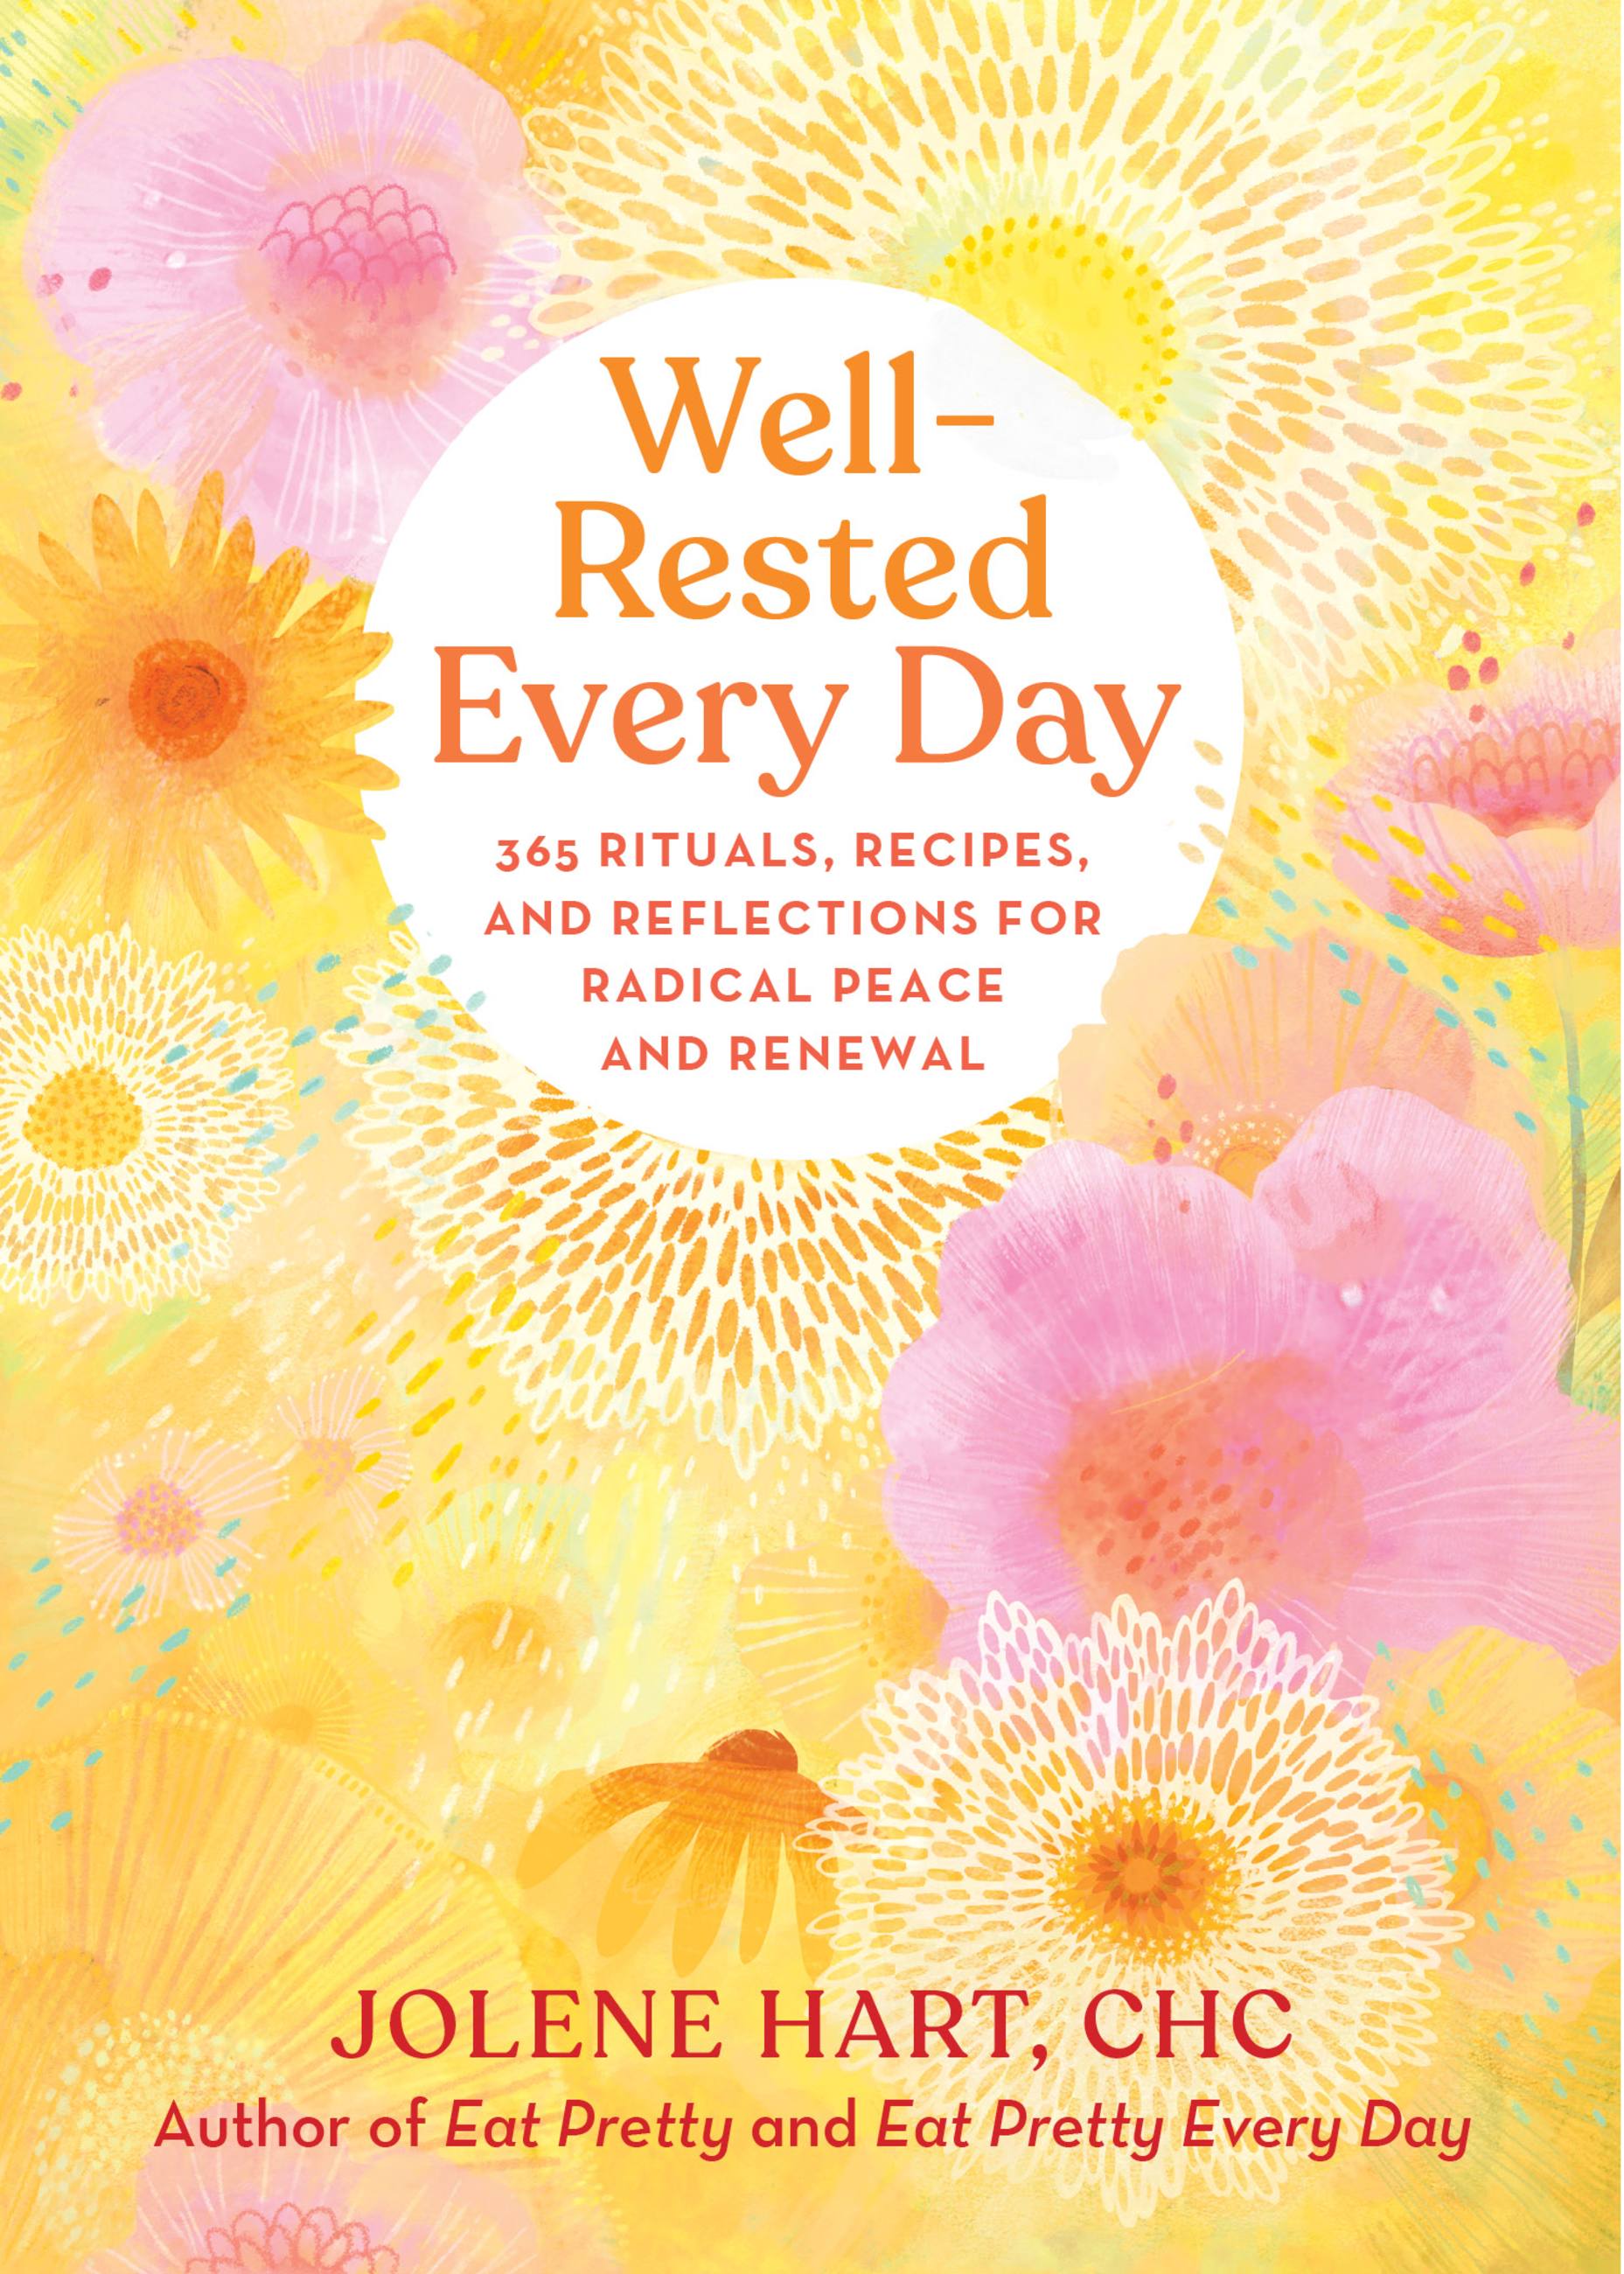 Well-
Rested
Every Day
365 RITUALS, RECIPES,
AND REFLECTIONS FOR
RADICAL PEACE
AND RENEWAL
JOLENE HART, CHC
Author of Eat Pretty and Eat Pretty Every Day